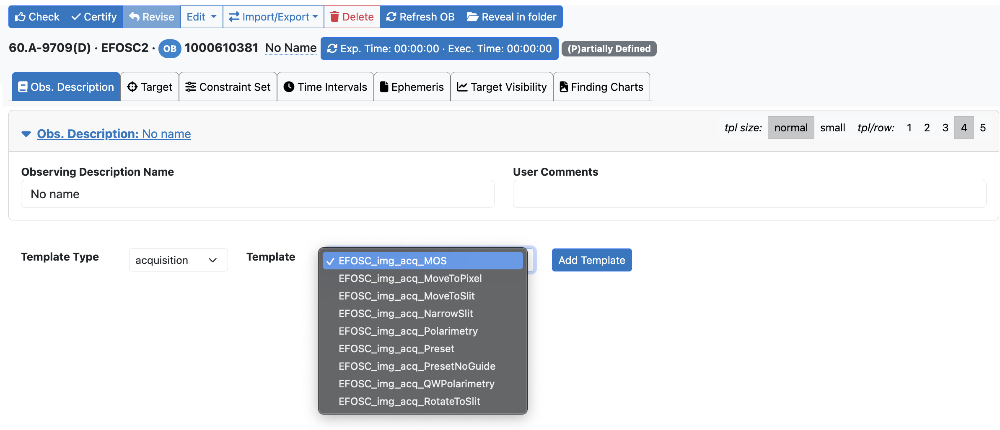 Check Certify Revise Edit Import/Export Delete Refresh OB Reveal in folder
60.A-9709(D) · EFOSC2 · OB 1000610381 No Name Exp. Time: 00:00:00 · Exec. Time: 00:00:00 (P)artially Defined
Obs. Description Target Constraint Set Time Intervals Ephemeris Target Visibility Finding Charts
Obs. Description: No name tpl size: normal small tpl/row: 1 2 3 4 5
Observing Description Name User Comments
No name
Template Type acquisition Template EFOSC_img_acq_MOS Add Template
EFOSC_img_acq_MoveToPixel
EFOSC_img_acq_MoveToSlit
EFOSC_img_acq_NarrowSlit
EFOSC_img_acq_Polarimetry
EFOSC_img_acq_Preset
EFOSC_img_acq_PresetNoGuide
EFOSC_img_acq_QWPolarimetry
EFOSC_img_acq_RotateToSlit